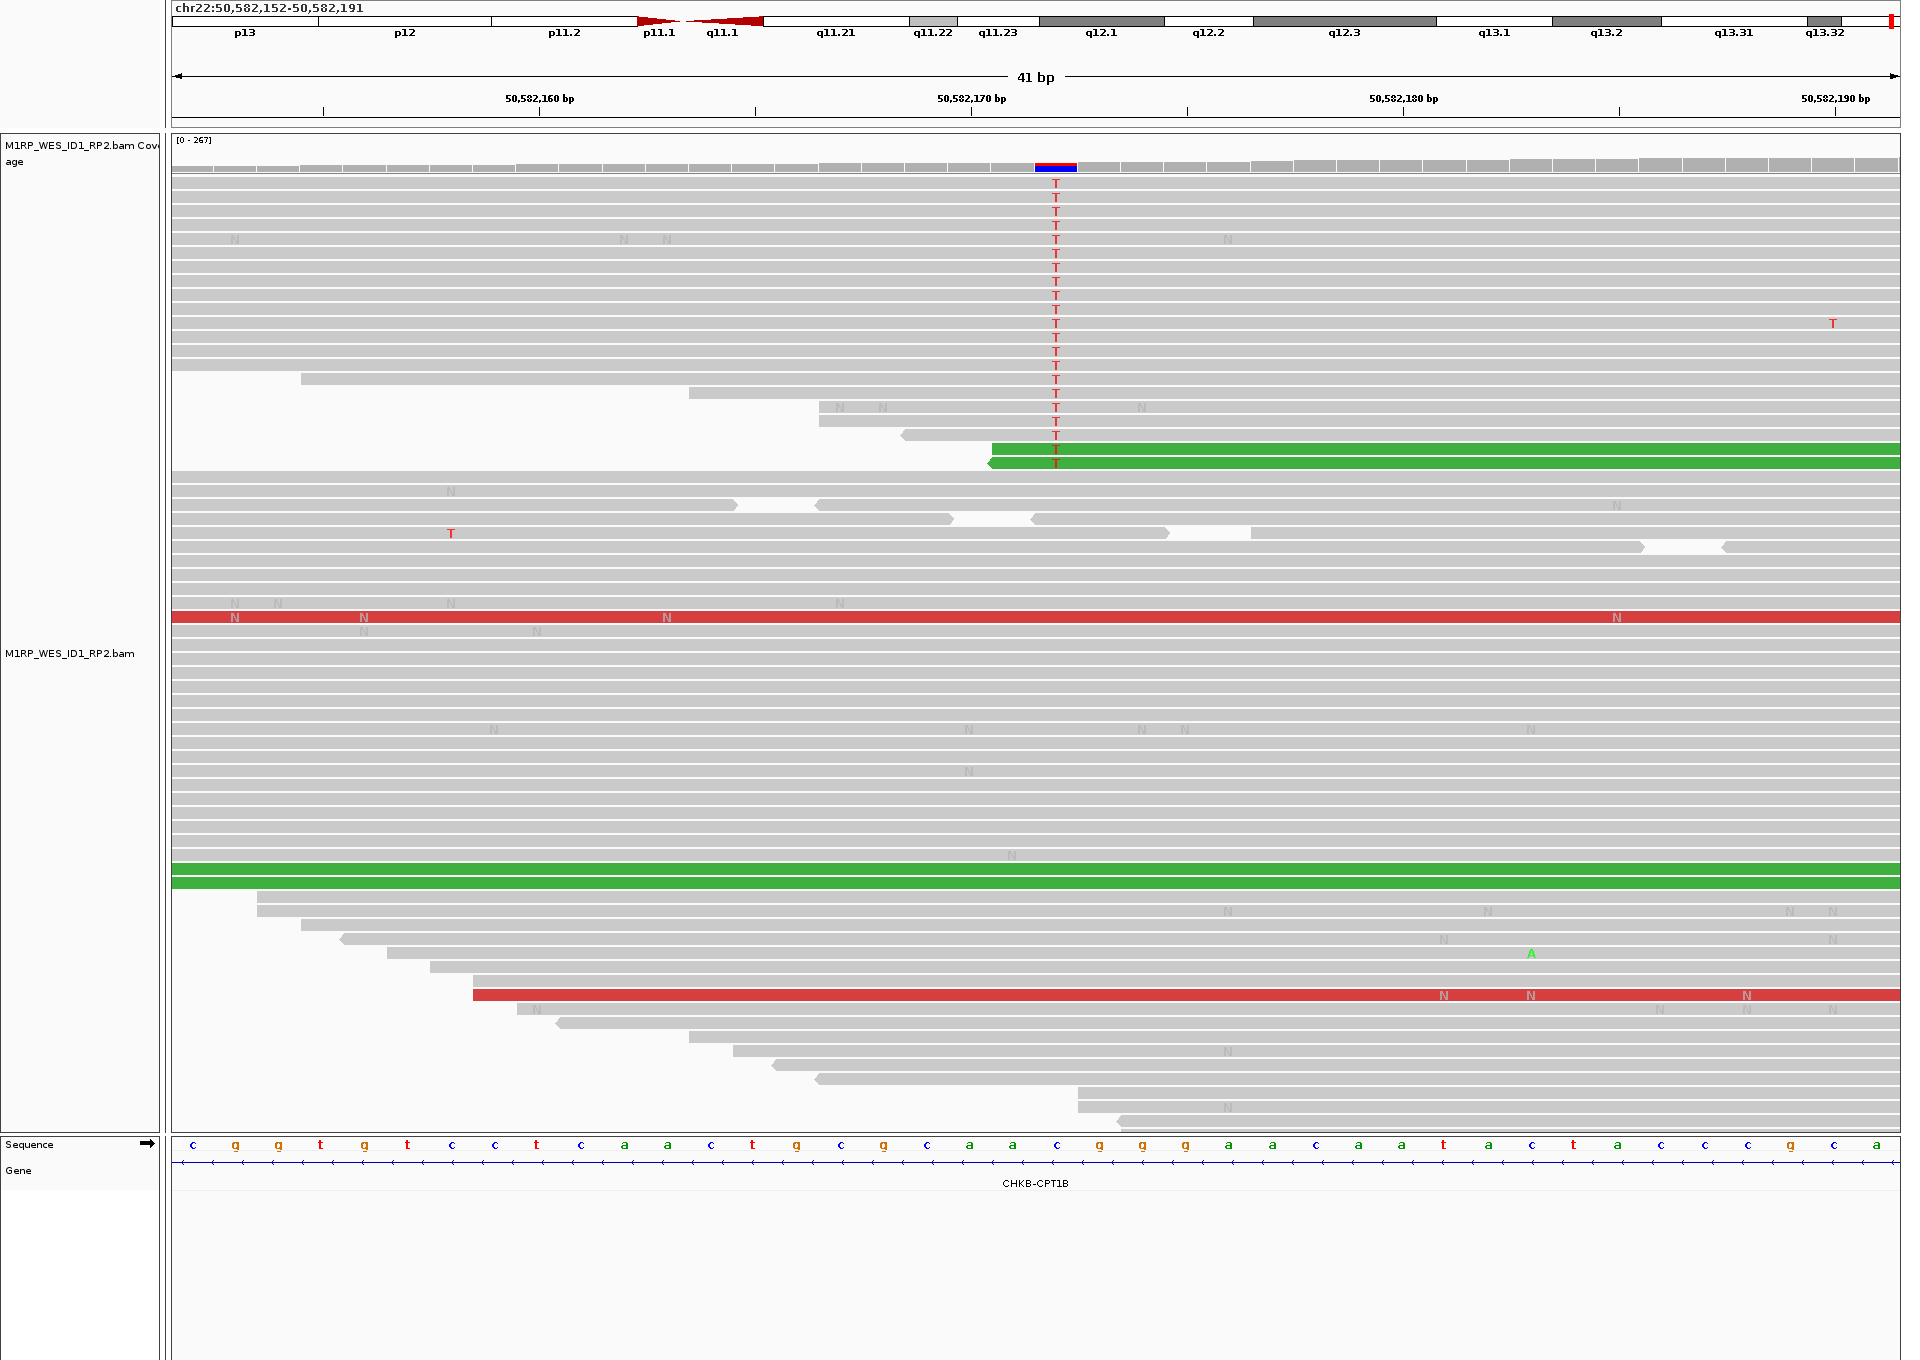 chr22:50,582,152-50,582,191
p13 p12 p11.2 p11.1 q11.1 q11.21 q11.22 q11.23 q12.1 q12.2 q12.3 q13.1 q13.2 q13.31 q13.32
41 bp
50,582,160 bp 50,582,170 bp 50,582,180 bp 50,582,190 bp
M1RP_WES_ID1_RP2.bam Cov
age
[0 - 267]
T
T
T
T
N N N T N
T
T
T
T
T
T T
T
T
T
T
T
N N T N
T
T
T
T
N
N
T
N N N N
N N N N
N N
M1RP_WES_ID1_RP2.bam
N N N N N
N
N
N N N N
N N
A
N N N
N N N N
N
N
Sequence c g g t g t c c t c a a c t g c g c a a c g g g a a c a a t a c t a c c c g c a
Gene
CHKB-CPT1B